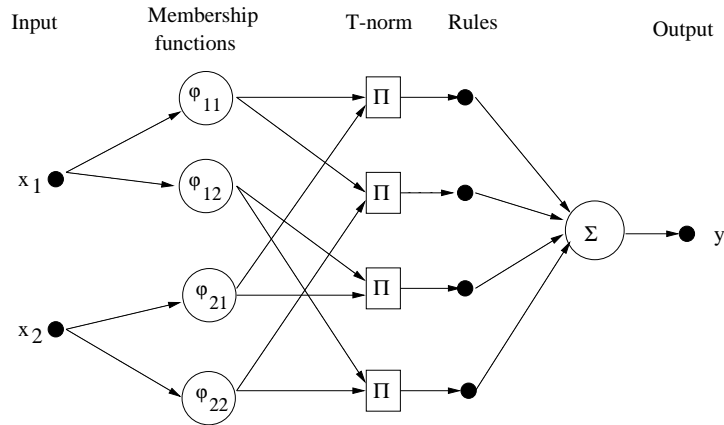 Input Membership functions T-norm Rules Output
φ11 Π
x1
φ12 Π
Σ y
φ21 Π
x2
φ22 Π